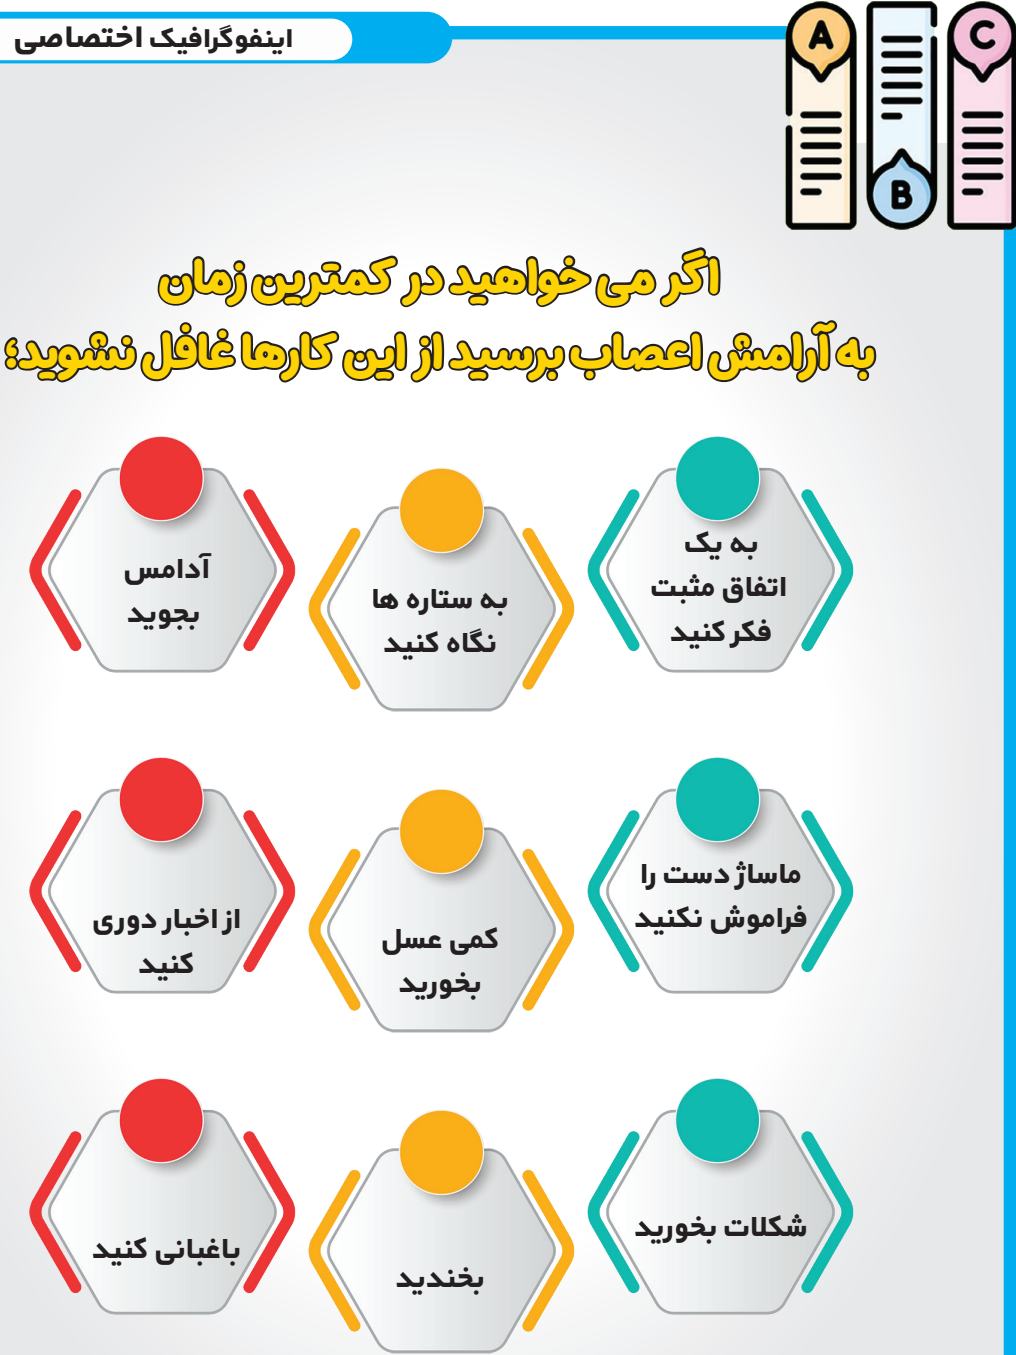 اینفوگرافیک اختصاصی
A
B
C
اگر می خواهید در کمترین زمان
به آرامش اعصاب برسید از این کارها غافل نشوید؛
به یک
اتفاق مثبت
فکر کنید
به ستاره ها
نگاه کنید
آدامس
بجوید
ماساژ دست را
فراموش نکنید
کمی عسل
بخورید
از اخبار دوری
کنید
شکلات بخورید
بخندید
باغبانی کنید